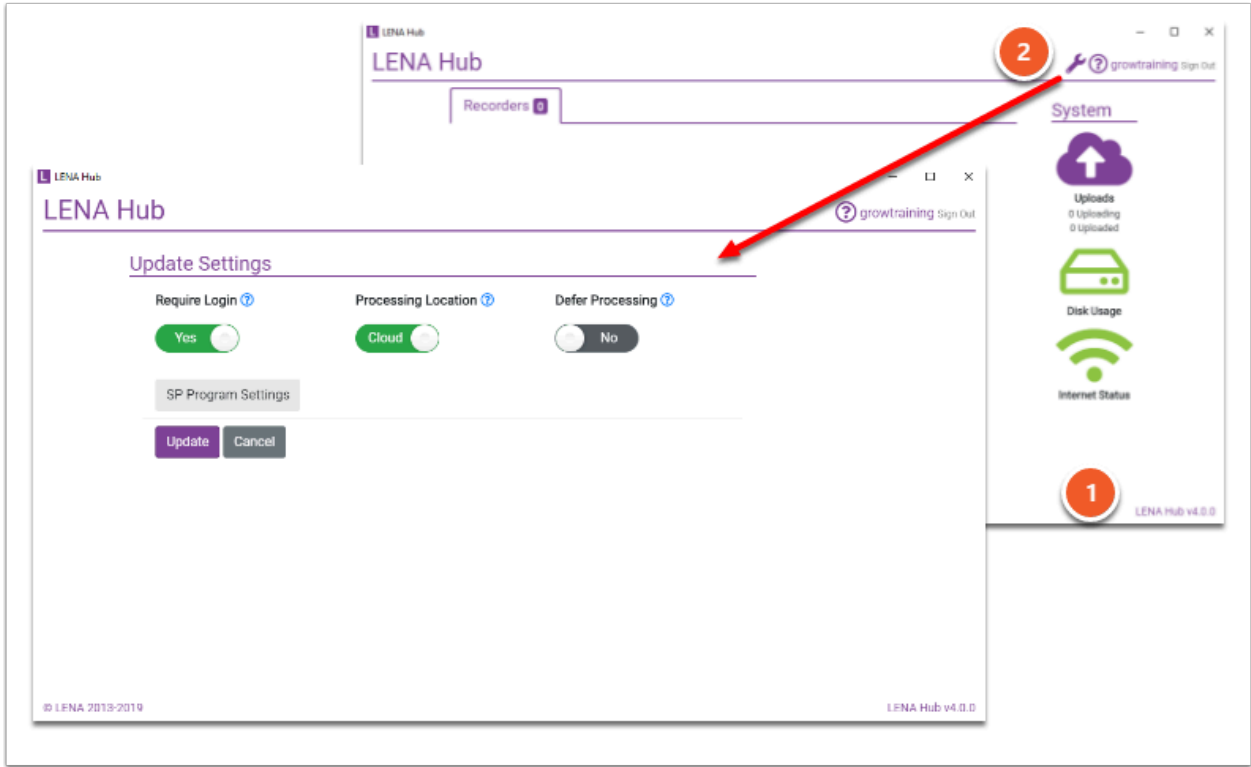 L LENA Hub
LENA Hub
2
? growtraining Sign Out
Recorders 0
System
Uploads
0 Uploading
0 Uploaded
Disk Usage
Internet Status
1
LENA Hub v4.0.0
L LENA Hub
LENA Hub
? growtraining Sign Out
Update Settings
Require Login ? Processing Location ? Defer Processing ?
Yes Cloud No
SP Program Settings
Update Cancel
© LENA 2013-2019 LENA Hub v4.0.0